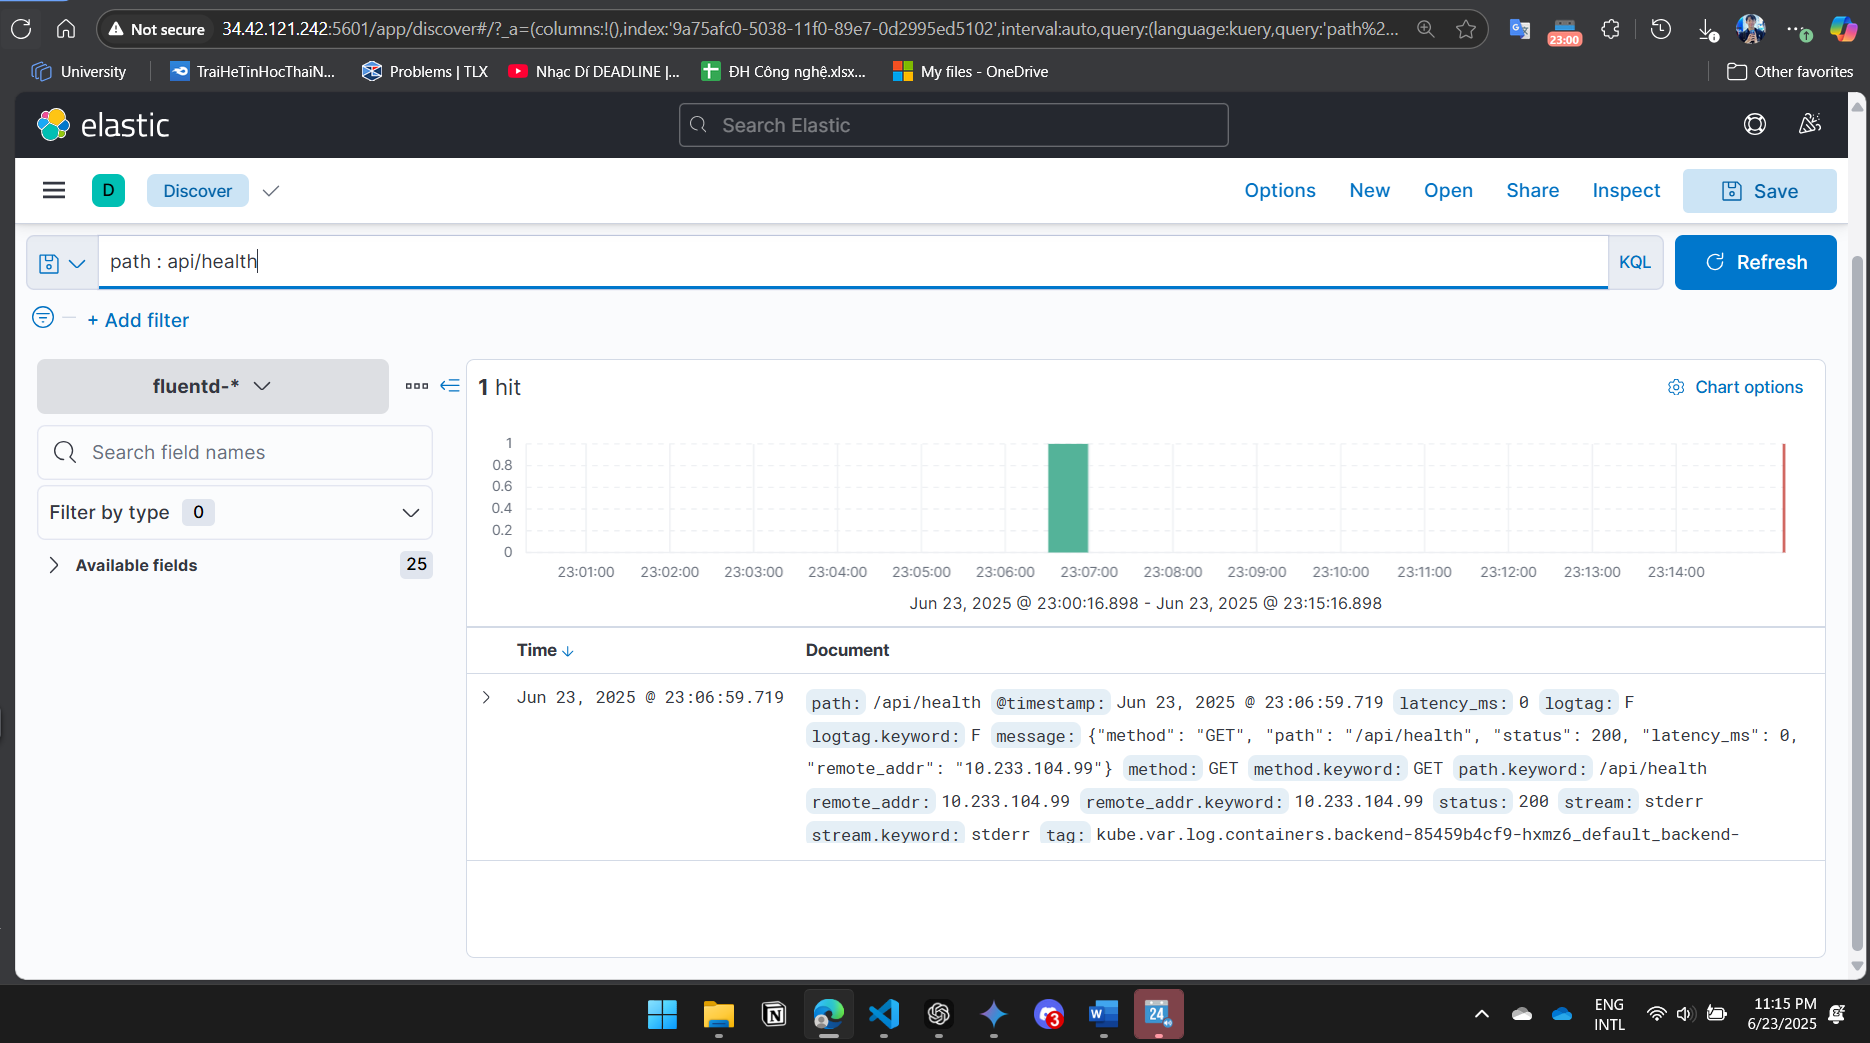 Not secure 34.42.121.242:5601/app/discover#/?_a=(columns:!(),index:'9a75afc0-5038-11f0-89e7-0d2995ed5102',interval:auto,query:(language:kuery,query:'path%2... 23:00
University TraiHeTinHocThaiN... Problems | TLX Nhạc Dí DEADLINE |... ĐH Công nghệ.xlsx... My files - OneDrive Other favorites
elastic Search Elastic
D Discover Options New Open Share Inspect Save
path : api/health KQL Refresh
+ Add filter
fluentd-* 1 hit Chart options
Search field names
Filter by type 0
Available fields 25
1
0.8
0.6
0.4
0.2
0
23:01:00 23:02:00 23:03:00 23:04:00 23:05:00 23:06:00 23:07:00 23:08:00 23:09:00 23:10:00 23:11:00 23:12:00 23:13:00 23:14:00
Jun 23, 2025 @ 23:00:16.898 - Jun 23, 2025 @ 23:15:16.898
Time Document
Jun 23, 2025 @ 23:06:59.719 path: /api/health @timestamp: Jun 23, 2025 @ 23:06:59.719 latency_ms: 0 logtag: F
logtag.keyword: F message: {"method": "GET", "path": "/api/health", "status": 200, "latency_ms": 0,
"remote_addr": "10.233.104.99"} method: GET method.keyword: GET path.keyword: /api/health
remote_addr: 10.233.104.99 remote_addr.keyword: 10.233.104.99 status: 200 stream: stderr
stream.keyword: stderr tag: kube.var.log.containers.backend-85459b4cf9-hxmz6_default_backend-
3 24 ENG 11:15 PM
INTL 6/23/2025